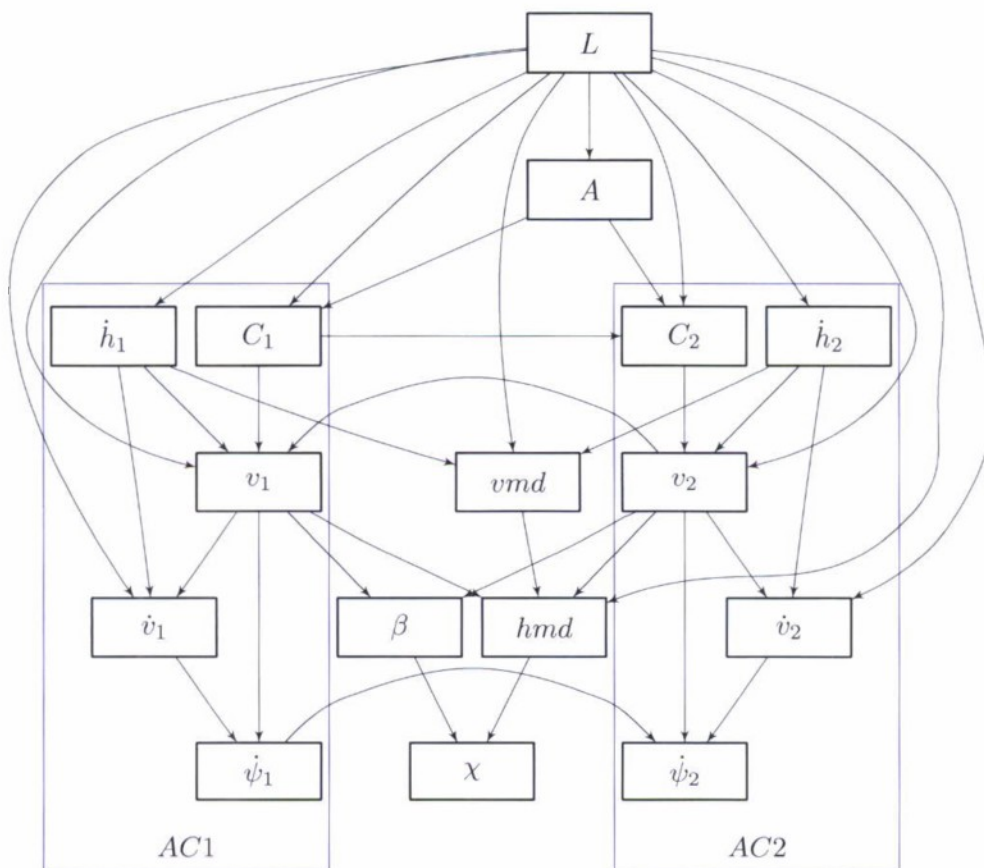 L
A
ḣ₁ C₁ C₂ ḣ₂
v₁ vmd v₂
v̇₁ β hmd v̇₂
ψ̇₁ χ ψ̇₂
AC1 AC2